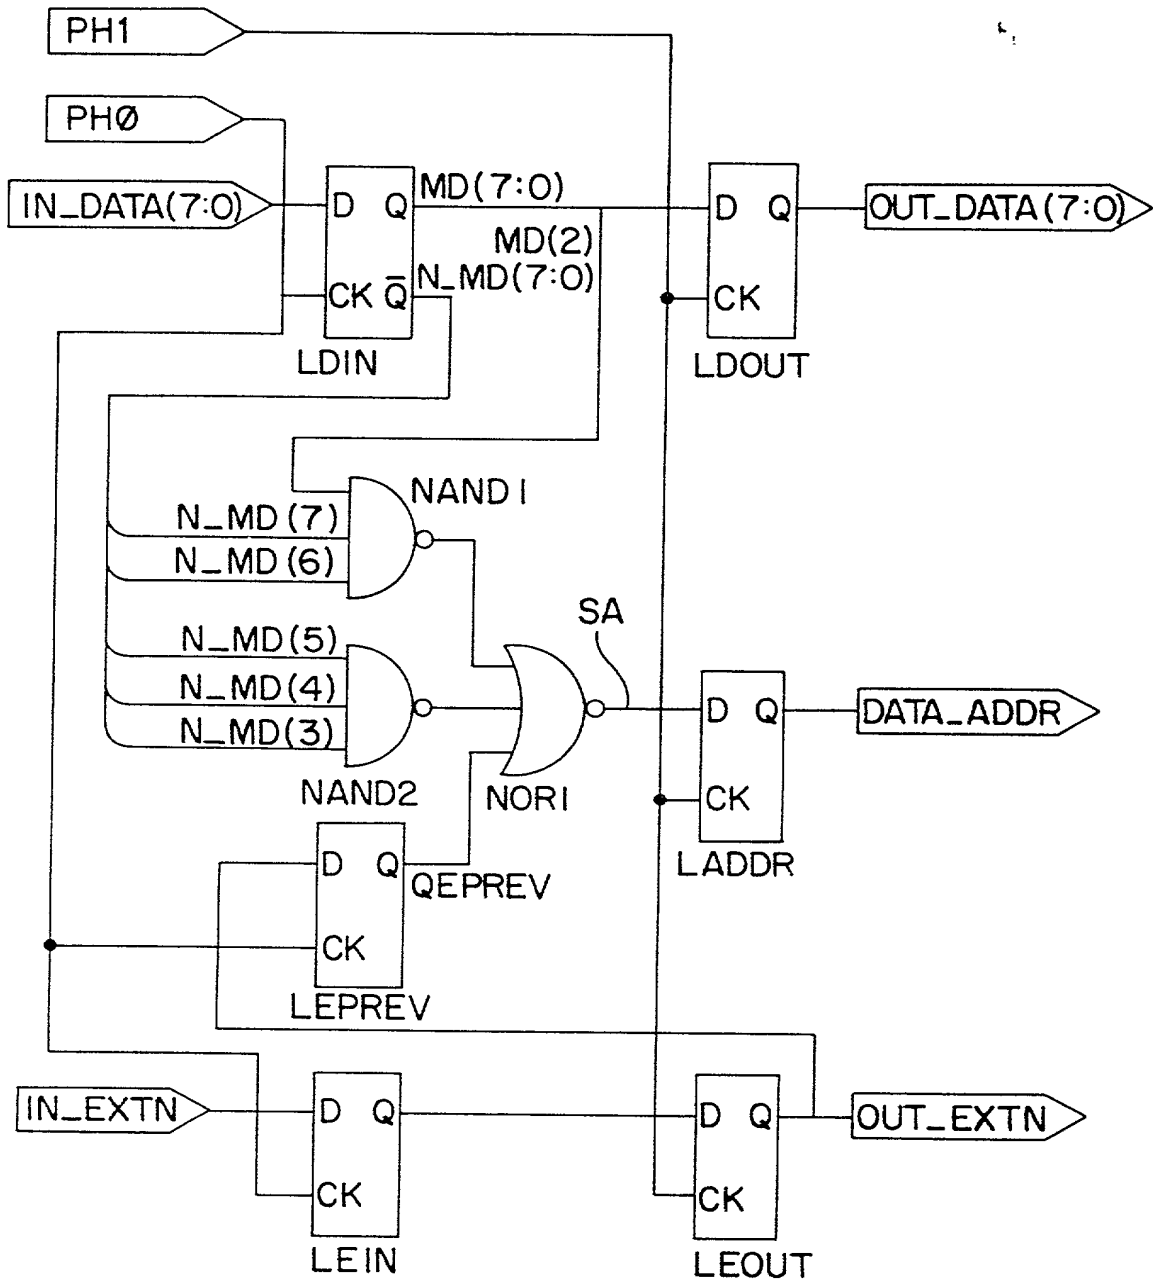 PH1
PHØ
IN_DATA(7:0)
D Q
CK Q̅
LDIN
MD(7:0)
MD(2)
N_MD(7:0)
D Q
CK
LDOUT
OUT_DATA(7:0)
NAND1
N_MD(7)
N_MD(6)
N_MD(5)
N_MD(4)
N_MD(3)
NAND2
SA
NOR1
D Q
CK
LADDR
DATA_ADDR
D Q
CK
QEPREV
LEPREV
IN_EXTN
D Q
CK
LEIN
D Q
CK
LEOUT
OUT_EXTN